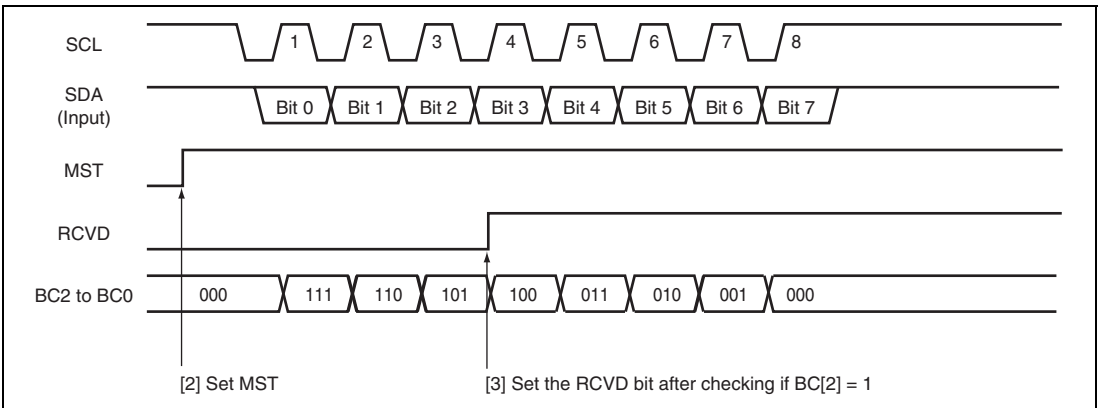 SCL 1 2 3 4 5 6 7 8
SDA
(Input) Bit 0 Bit 1 Bit 2 Bit 3 Bit 4 Bit 5 Bit 6 Bit 7
MST
RCVD
BC2 to BC0 000 111 110 101 100 011 010 001 000
[2] Set MST [3] Set the RCVD bit after checking if BC[2] = 1